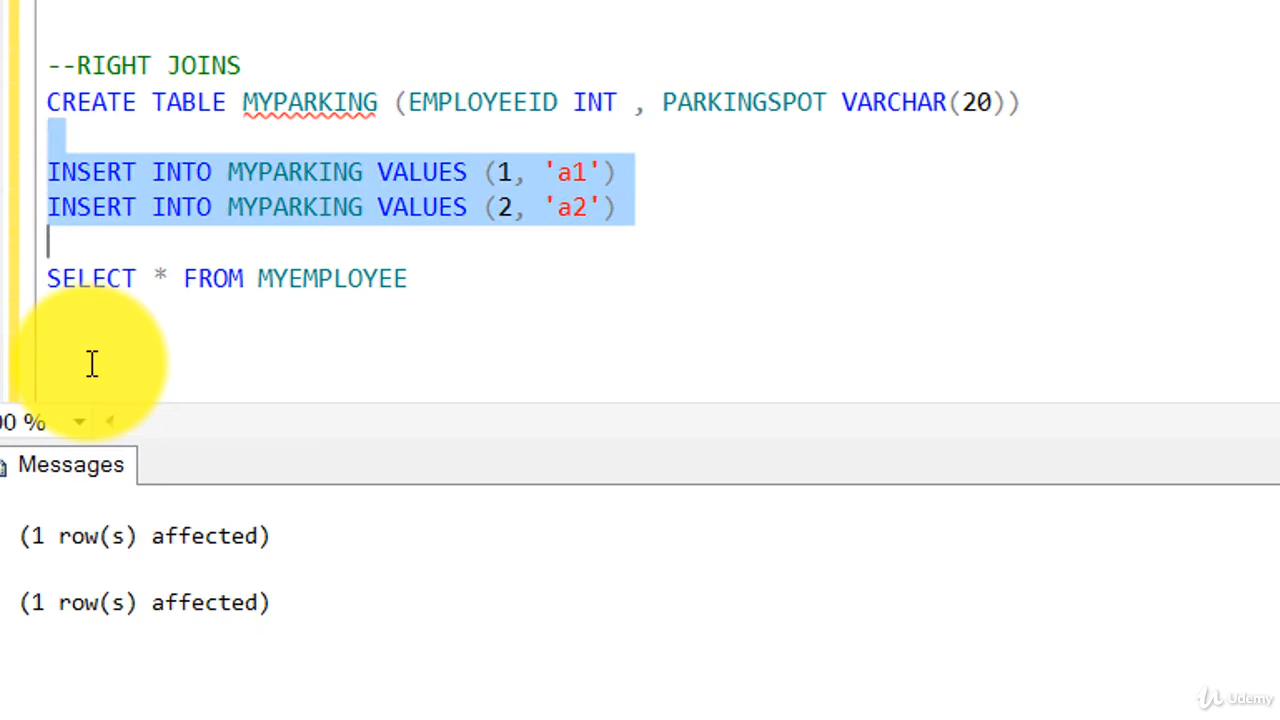 --RIGHT JOINS
CREATE TABLE MYPARKING (EMPLOYEEID INT , PARKINGSPOT VARCHAR(20))
INSERT INTO MYPARKING VALUES (1, 'a1')
INSERT INTO MYPARKING VALUES (2, 'a2')
SELECT * FROM MYEMPLOYEE
00 %
Messages
(1 row(s) affected)
(1 row(s) affected)
Udemy